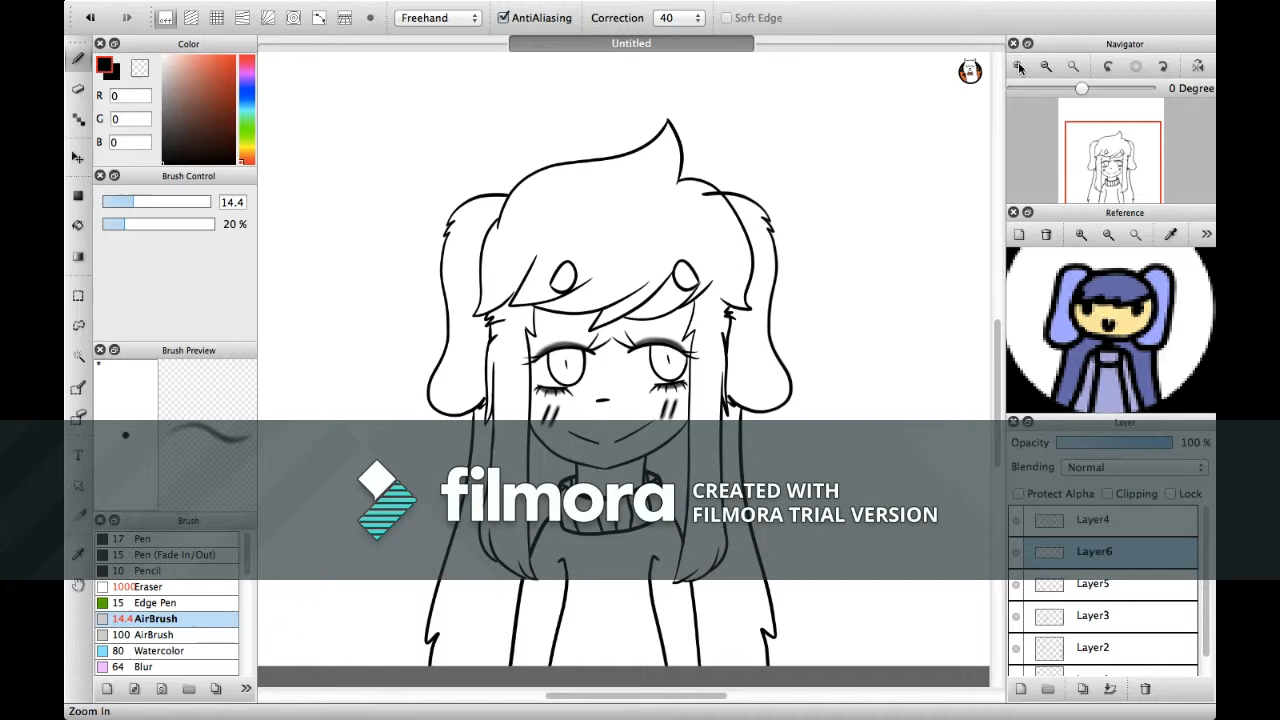 off
Freehand
AntiAliasing
Correction
40
Soft Edge
Untitled
Color
R 0
G 0
B 0
Brush Control
14.4
20 %
Brush Preview
*
Brush
17 Pen
15 Pen (Fade In/Out)
10 Pencil
1000 Eraser
15 Edge Pen
14.4 AirBrush
100 AirBrush
80 Watercolor
64 Blur
Navigator
0 Degree
Reference
Layer
Opacity 100 %
Blending Normal
Protect Alpha Clipping Lock
Layer4
Layer6
Layer5
Layer3
Layer2
filmora
CREATED WITH
FILMORA TRIAL VERSION
Zoom In